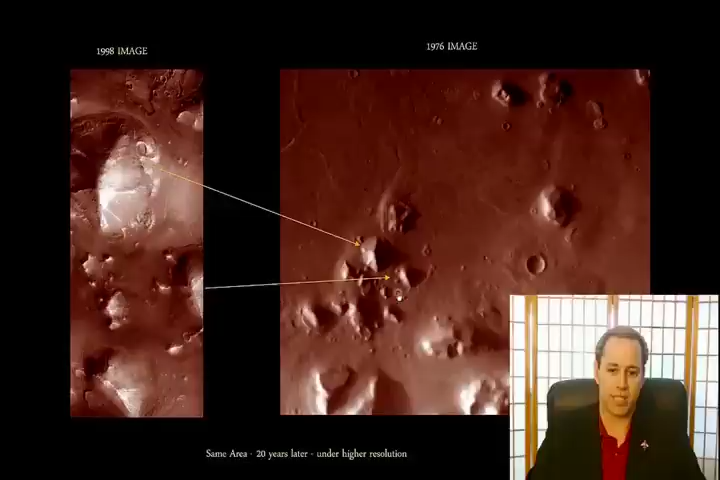 1998 IMAGE
1976 IMAGE
Same Area - 20 years later - under higher resolution